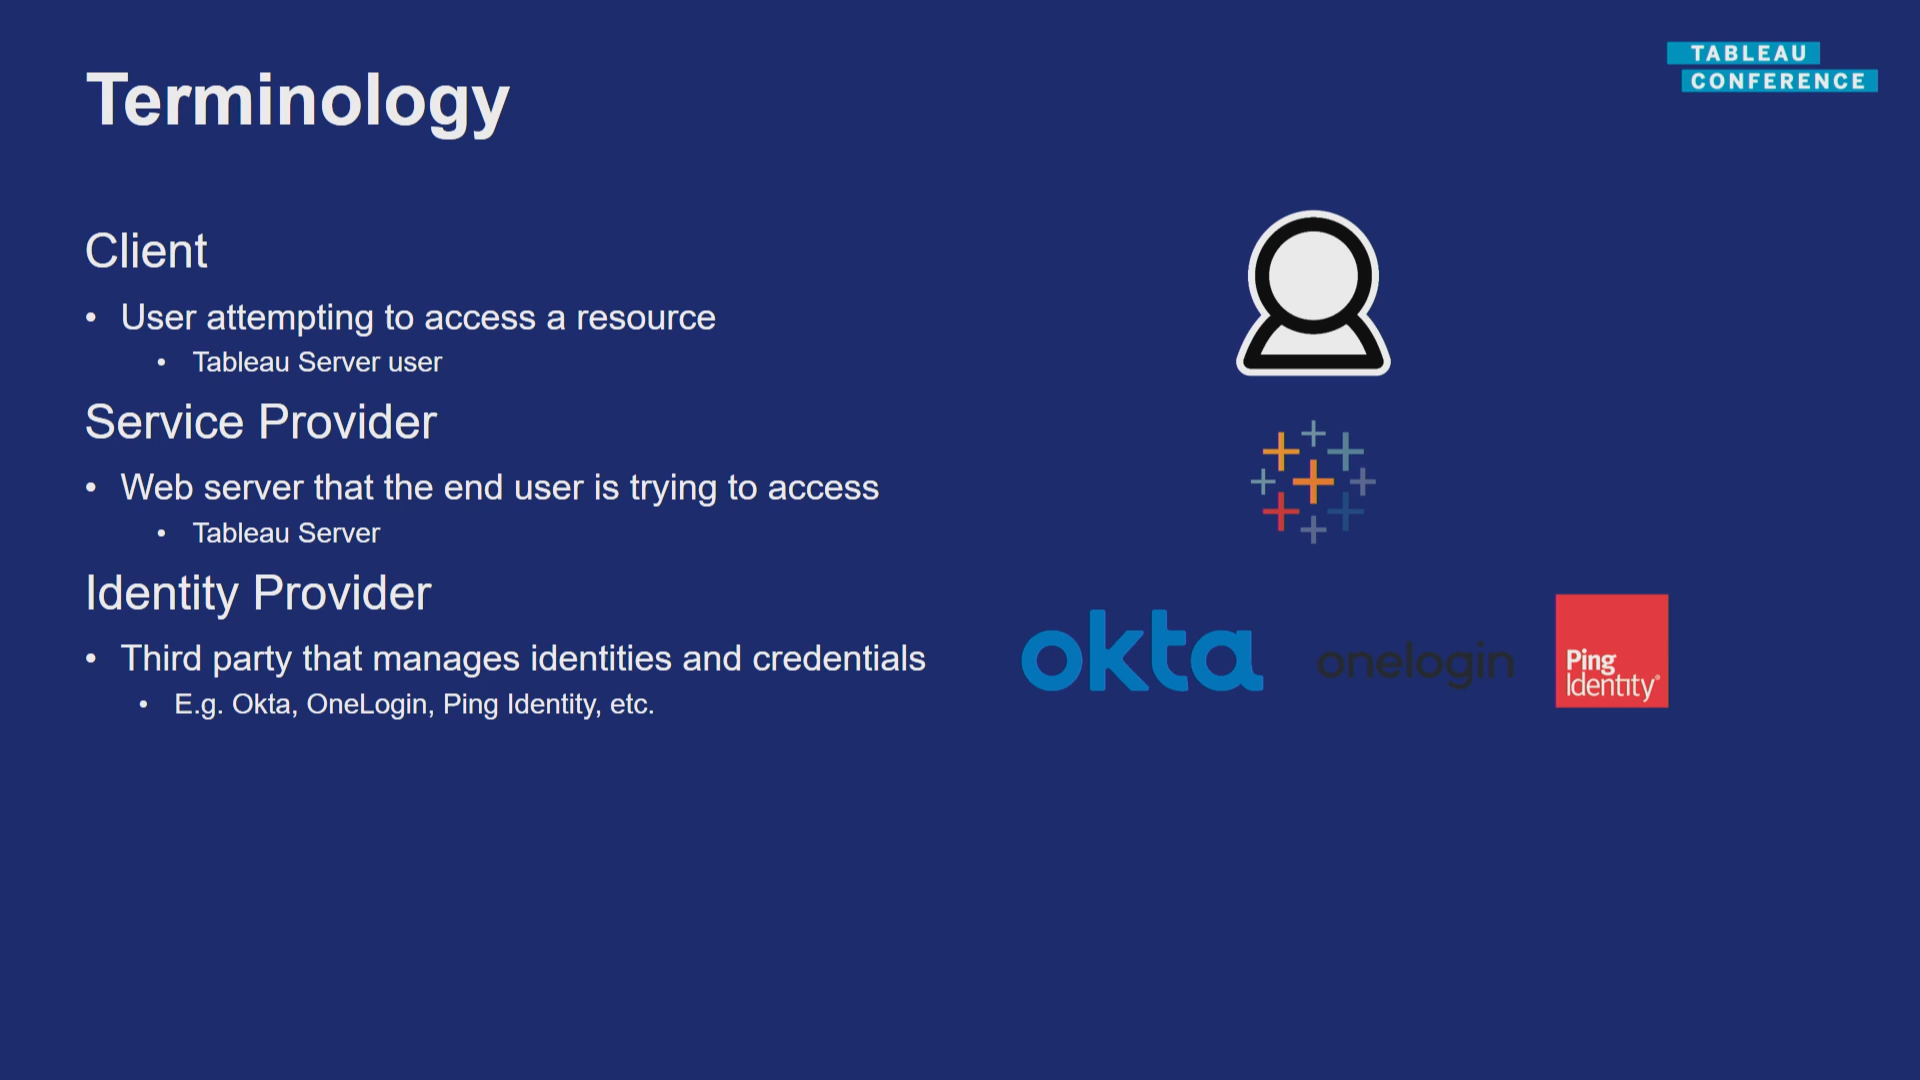 Terminology
TABLEAU
CONFERENCE
Client
• User attempting to access a resource
• Tableau Server user
Service Provider
• Web server that the end user is trying to access
• Tableau Server
Identity Provider
• Third party that manages identities and credentials
• E.g. Okta, OneLogin, Ping Identity, etc.
okta
onelogin
Ping
Identity®